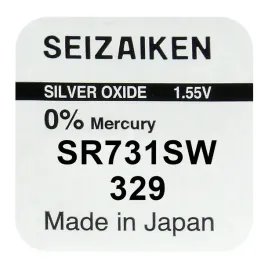 SEIZAIKEN
SILVER OXIDE 1.55V
0% Mercury
SR731SW
329
Made in Japan